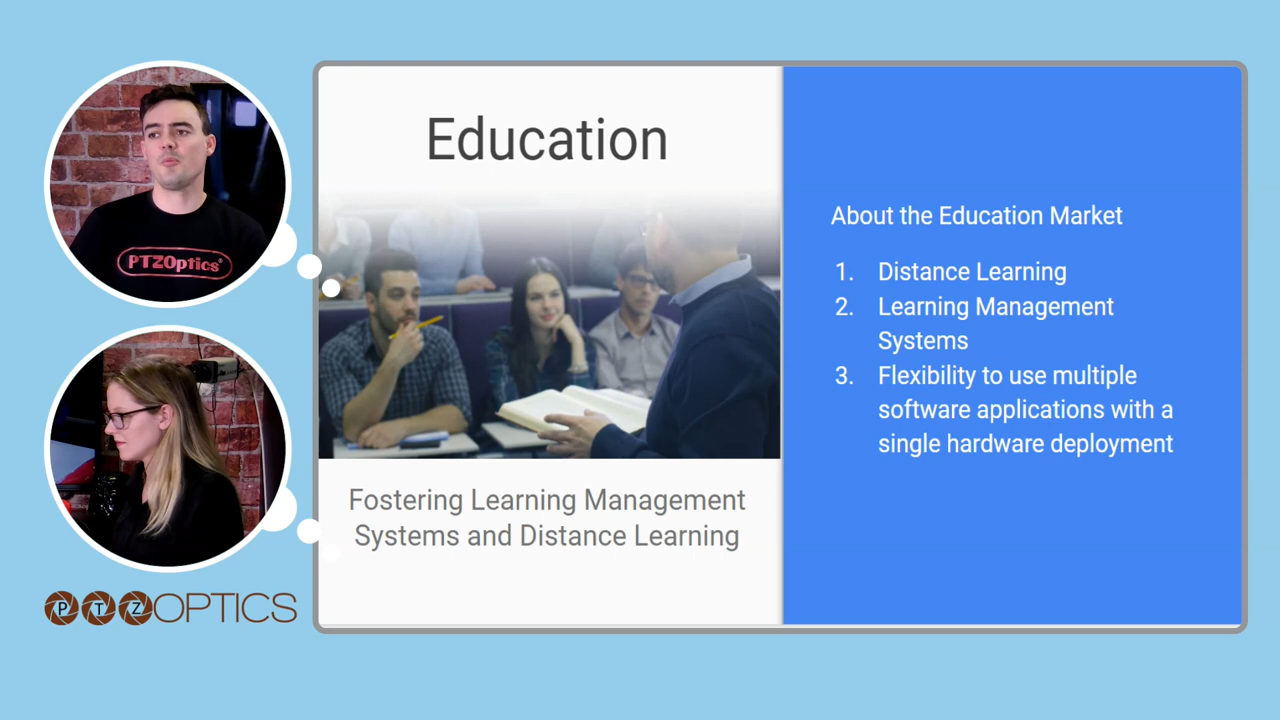 PTZOptics
PTZOPTICS
Education
Fostering Learning Management
Systems and Distance Learning
About the Education Market
1. Distance Learning
2. Learning Management
Systems
3. Flexibility to use multiple
software applications with a
single hardware deployment